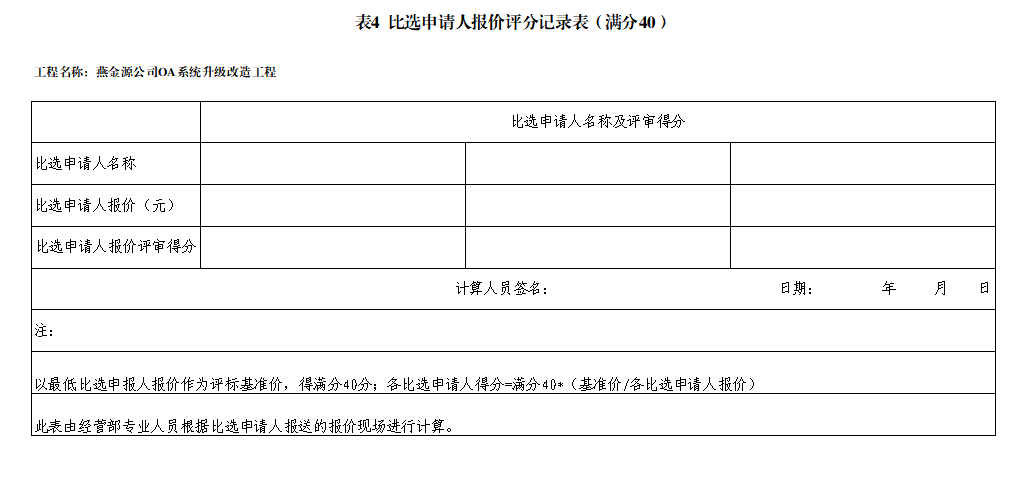 表4 比选申请人报价评分记录表（满分40）
工程名称：燕金源公司OA系统升级改造工程
比选申请人名称及评审得分
比选申请人名称
比选申请人报价（元）
比选申请人报价评审得分
计算人员签名： 日期： 年 月 日
注：
以最低比选申报人报价作为评标基准价，得满分40分；各比选申请人得分=满分40*（基准价/各比选申请人报价）
此表由经营部专业人员根据比选申请人报送的报价现场进行计算。